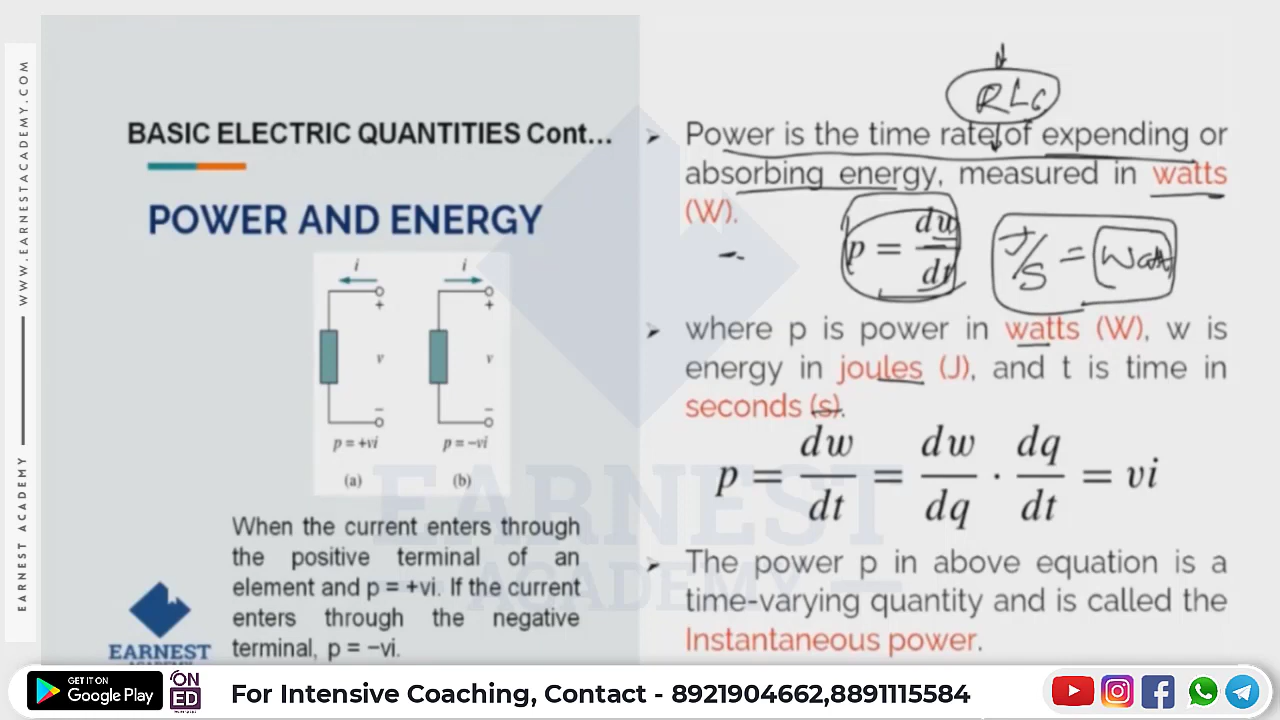 WWW.EARNESTACADEMY.COM
EARNEST ACADEMY
BASIC ELECTRIC QUANTITIES Cont...
POWER AND ENERGY
i
i
+
+
v
v
−
−
p = +vi
p = −vi
(a)
(b)
When the current enters through
the positive terminal of an
element and p = +vi. If the current
enters through the negative
terminal, p = −vi.
EARNEST
ACADEMY
RLC
Power is the time rate of expending or
absorbing energy, measured in watts
(W).
p = dw/dt
J/S = Watt
where p is power in watts (W), w is
energy in joules (J), and t is time in
seconds (s).
p = dw/dt = dw/dq · dq/dt = vi
The power p in above equation is a
time-varying quantity and is called the
Instantaneous power.
EARNEST
ACADEMY
GET IT ON
Google Play
ON
ED
For Intensive Coaching, Contact - 8921904662,8891115584